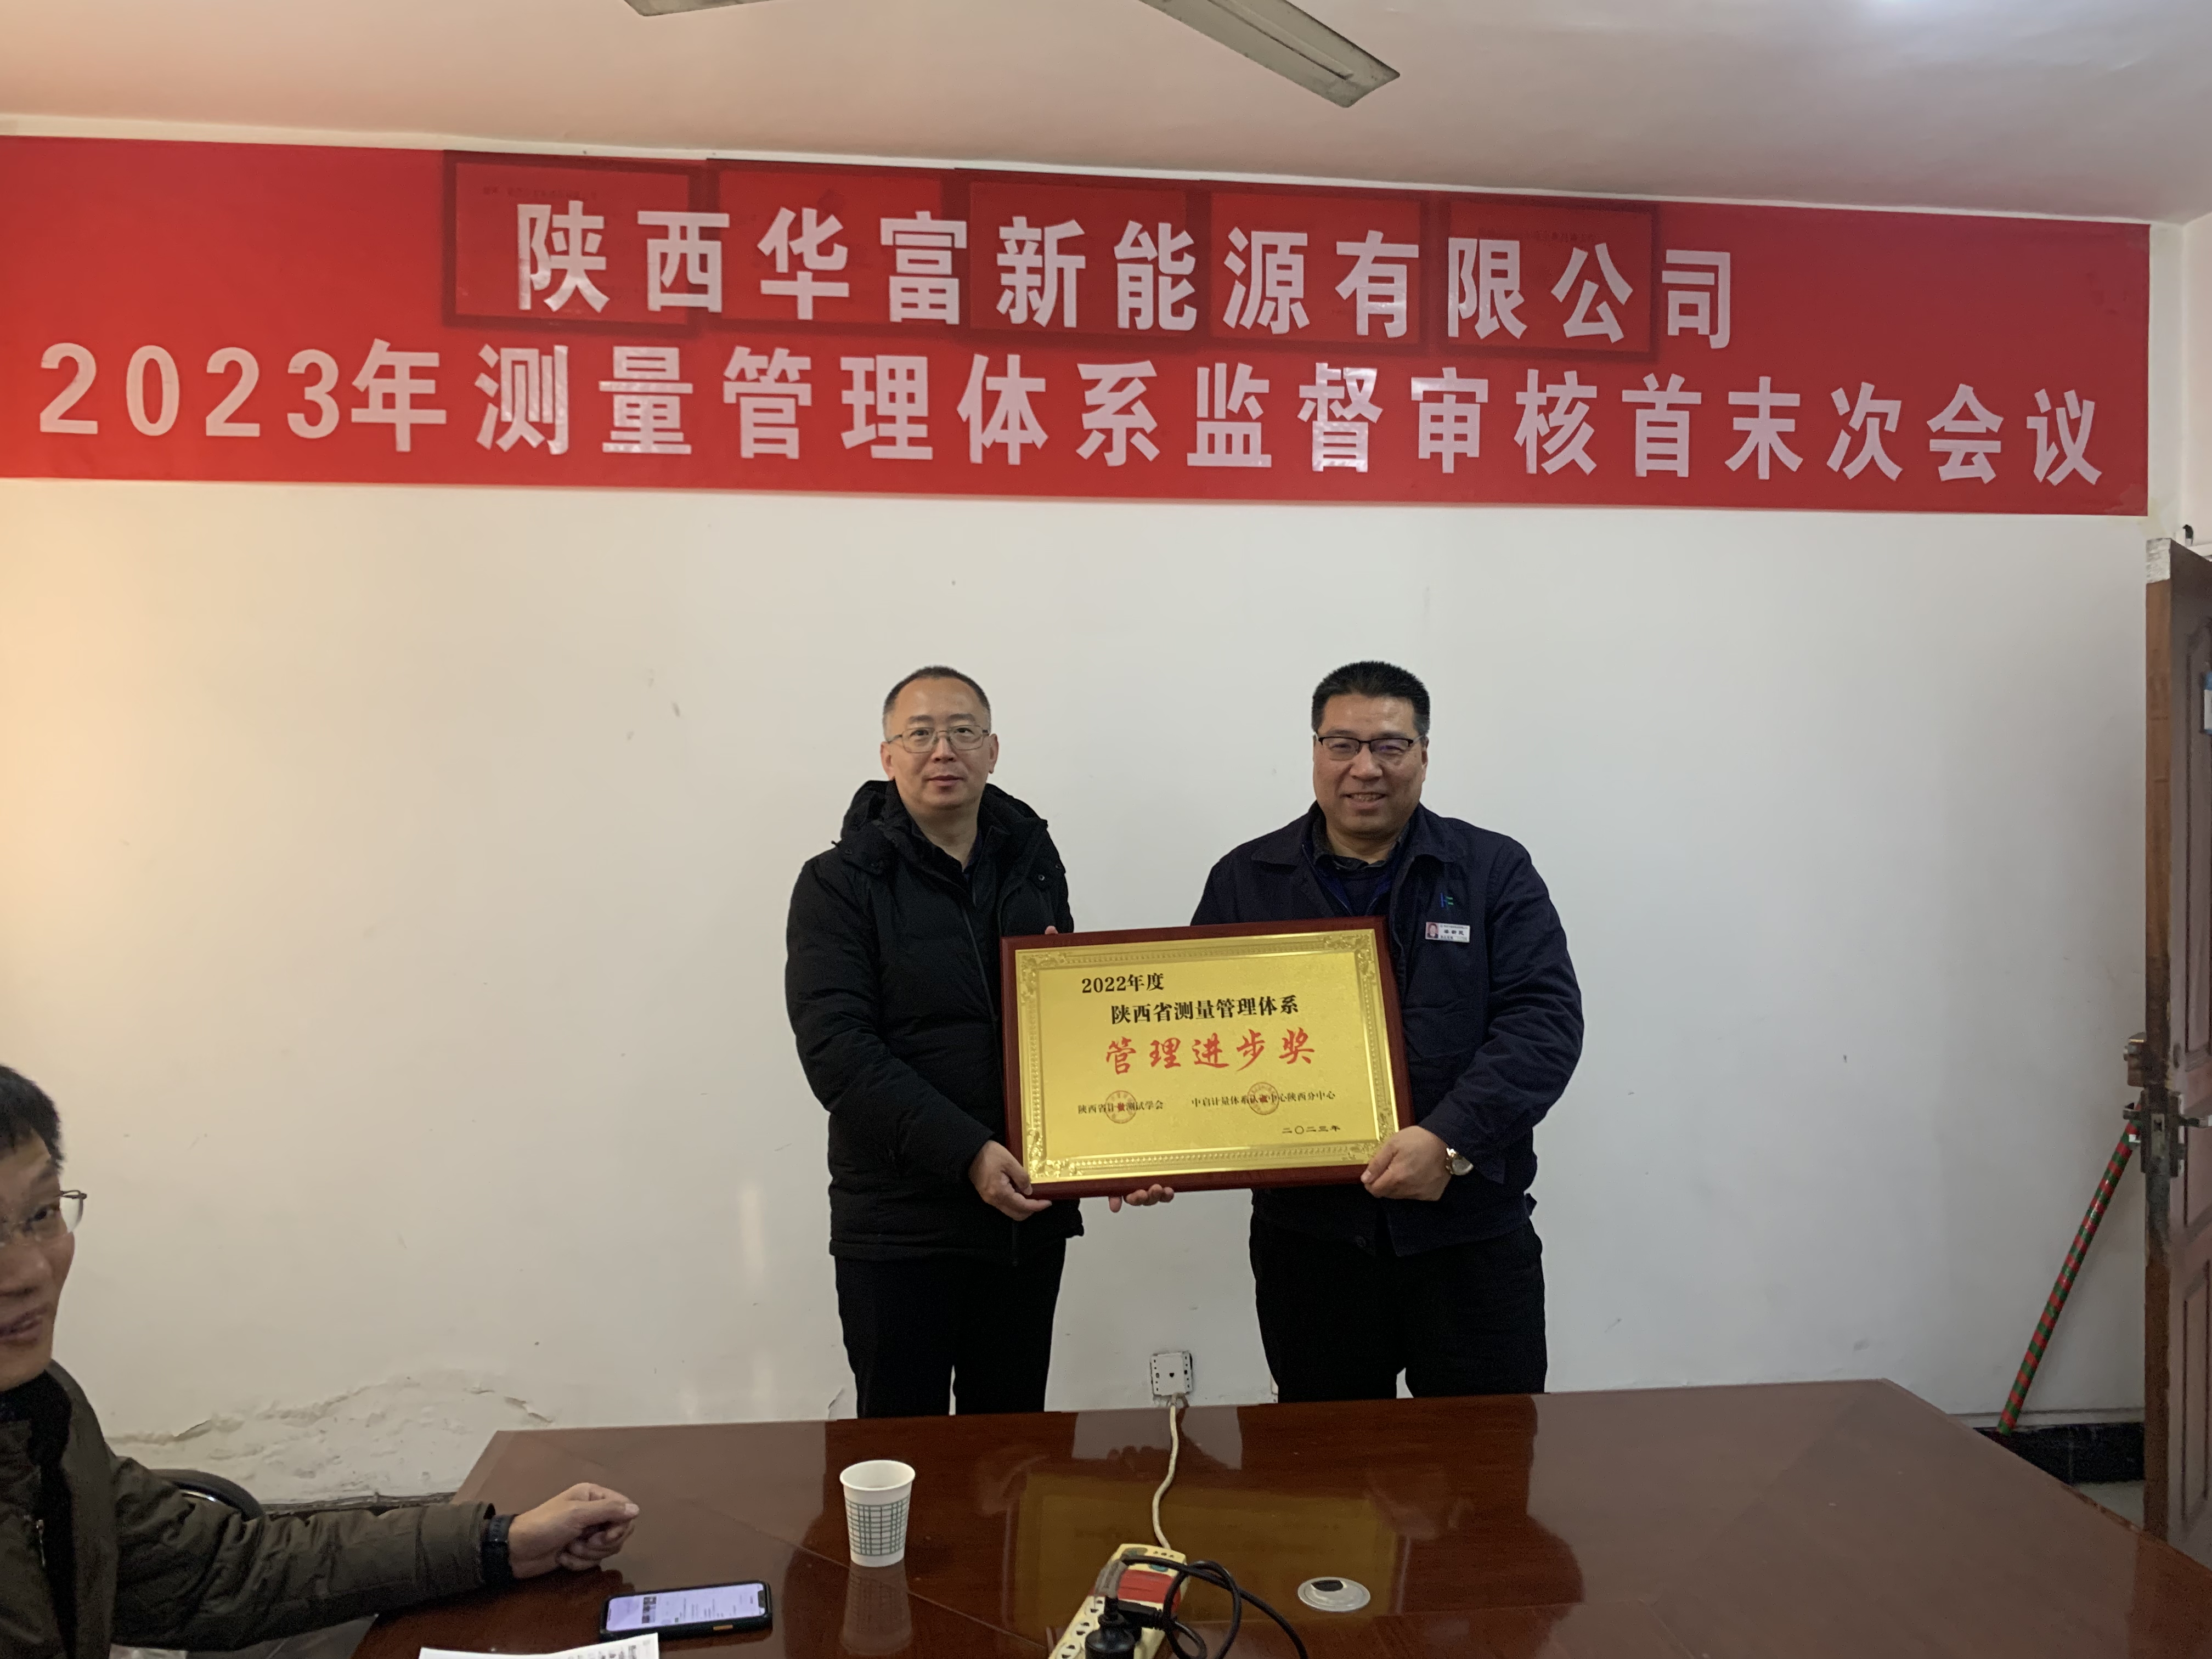 陕西华富新能源有限公司
2023年测量管理体系监督审核首末次会议
2022年度
陕西省测量管理体系
管理进步奖
陕西省计量测试学会 中启计量体系认证中心陕西分中心
二〇二三年